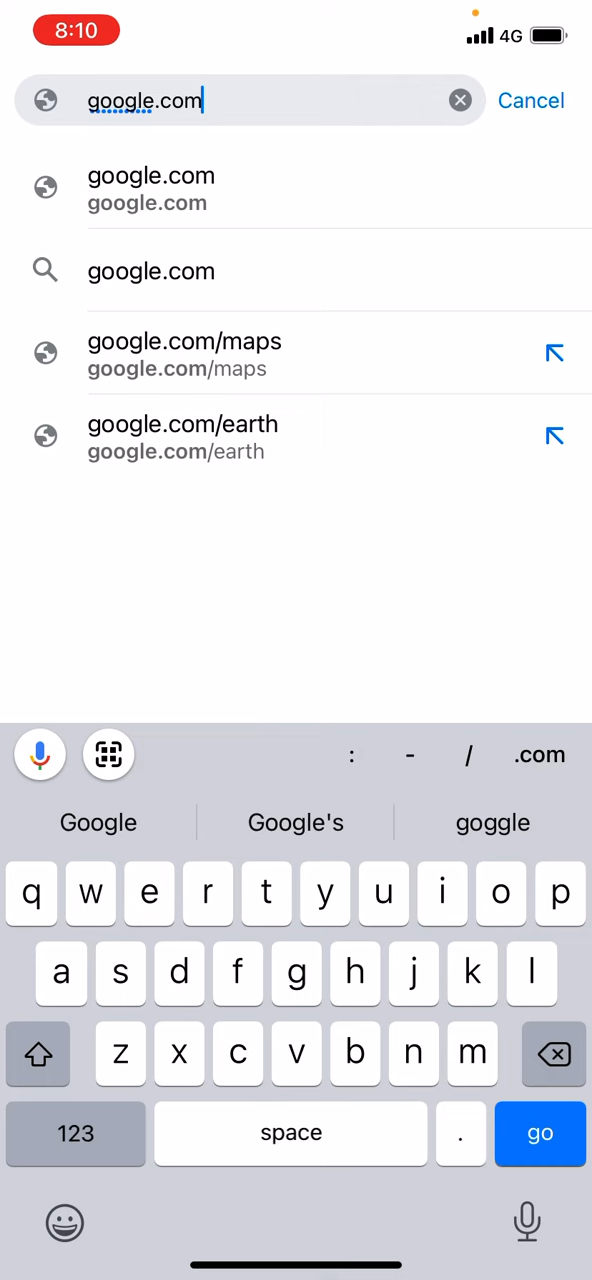 8:10 4G
google.com Cancel
google.com
google.com
google.com
google.com/maps
google.com/maps
google.com/earth
google.com/earth
: - / .com
Google Google's goggle
q w e r t y u i o p
a s d f g h j k l
z x c v b n m
123 space . go